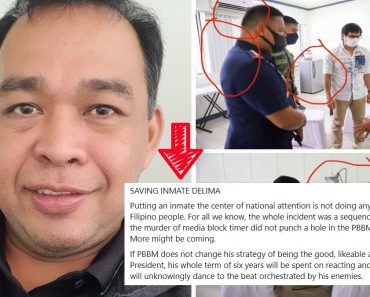 SAVING INMATE DELIMA
Putting an inmate the center of national attention is not doing any
Filipino people. For all we know, the whole incident was a sequenc
the murder of media block timer did not punch a hole in the PBBM
More might be coming.
If PBBM does not change his strategy of being the good, likeable a
President, his whole term of six years will be spent on reacting and
will unknowingly dance to the beat orchestrated by his enemies.